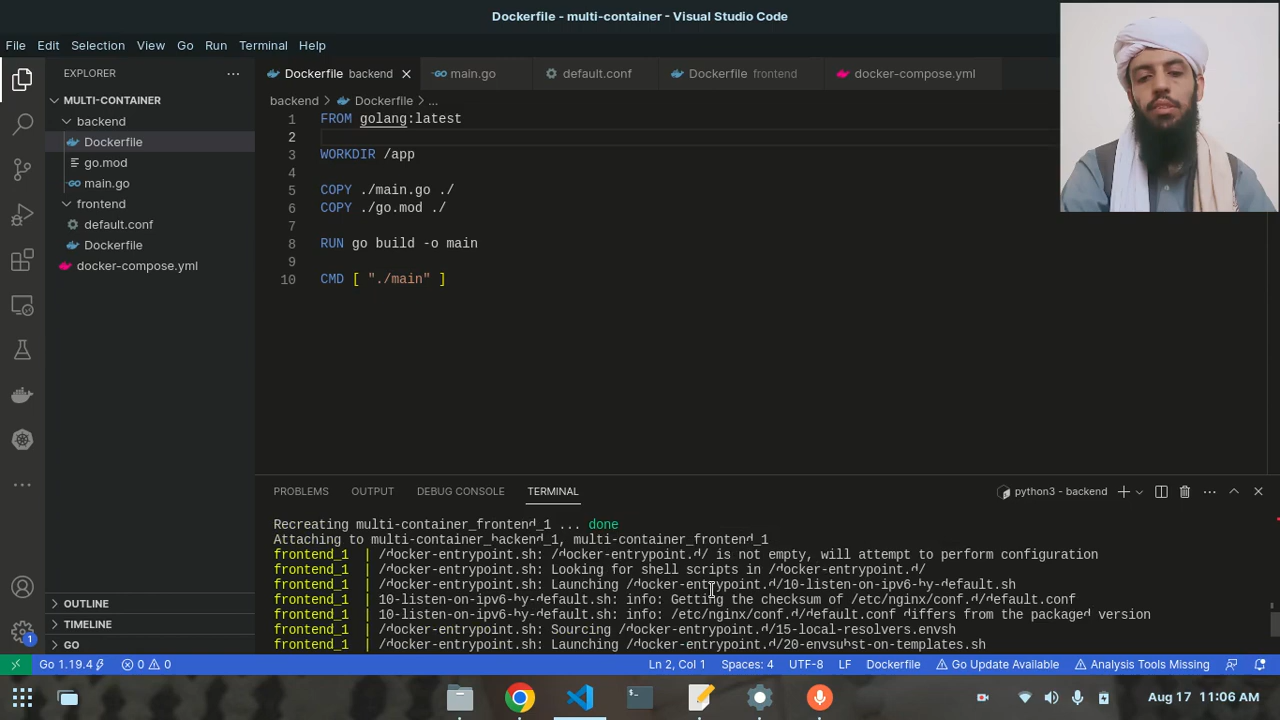 Dockerfile - multi-container - Visual Studio Code
File Edit Selection View Go Run Terminal Help
EXPLORER
MULTI-CONTAINER
backend
Dockerfile
go.mod
main.go
frontend
default.conf
Dockerfile
docker-compose.yml
OUTLINE
TIMELINE
GO
Dockerfile backend main.go default.conf Dockerfile frontend docker-compose.yml
backend > Dockerfile > ...
1 FROM golang:latest
2
3 WORKDIR /app
4
5 COPY ./main.go ./
6 COPY ./go.mod ./
7
8 RUN go build -o main
9
10 CMD [ "./main" ]
PROBLEMS OUTPUT DEBUG CONSOLE TERMINAL python3 - backend
Recreating multi-container_frontend_1 ... done
Attaching to multi-container_backend_1, multi-container_frontend_1
frontend_1 | /docker-entrypoint.sh: /docker-entrypoint.d/ is not empty, will attempt to perform configuration
frontend_1 | /docker-entrypoint.sh: Looking for shell scripts in /docker-entrypoint.d/
frontend_1 | /docker-entrypoint.sh: Launching /docker-entrypoint.d/10-listen-on-ipv6-by-default.sh
frontend_1 | 10-listen-on-ipv6-by-default.sh: info: Getting the checksum of /etc/nginx/conf.d/default.conf
frontend_1 | 10-listen-on-ipv6-by-default.sh: info: /etc/nginx/conf.d/default.conf differs from the packaged version
frontend_1 | /docker-entrypoint.sh: Sourcing /docker-entrypoint.d/15-local-resolvers.envsh
frontend_1 | /docker-entrypoint.sh: Launching /docker-entrypoint.d/20-envsubst-on-templates.sh
1
Go 1.19.4 0 0 Ln 2, Col 1 Spaces: 4 UTF-8 LF Dockerfile Go Update Available Analysis Tools Missing
Aug 17 11:06 AM